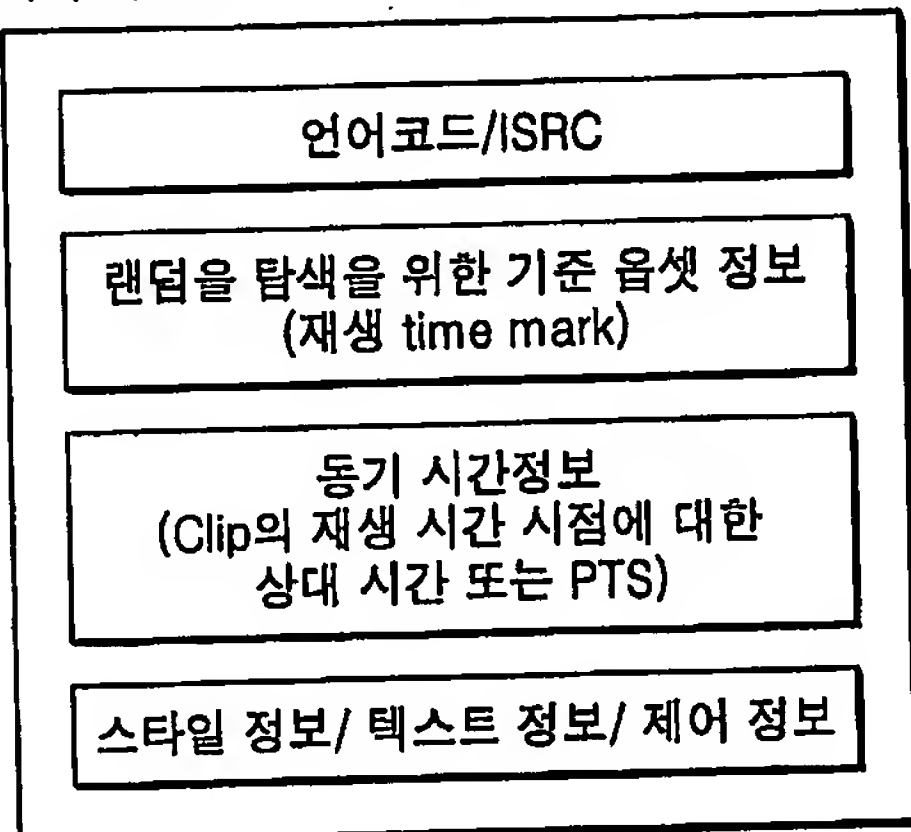 언어코드/ISRC
랜덤을 탐색을 위한 기준 옵셋 정보
(재생 time mark)
동기 시간정보
(Clip의 재생 시간 시점에 대한
상대 시간 또는 PTS)
스타일 정보/ 텍스트 정보/ 제어 정보